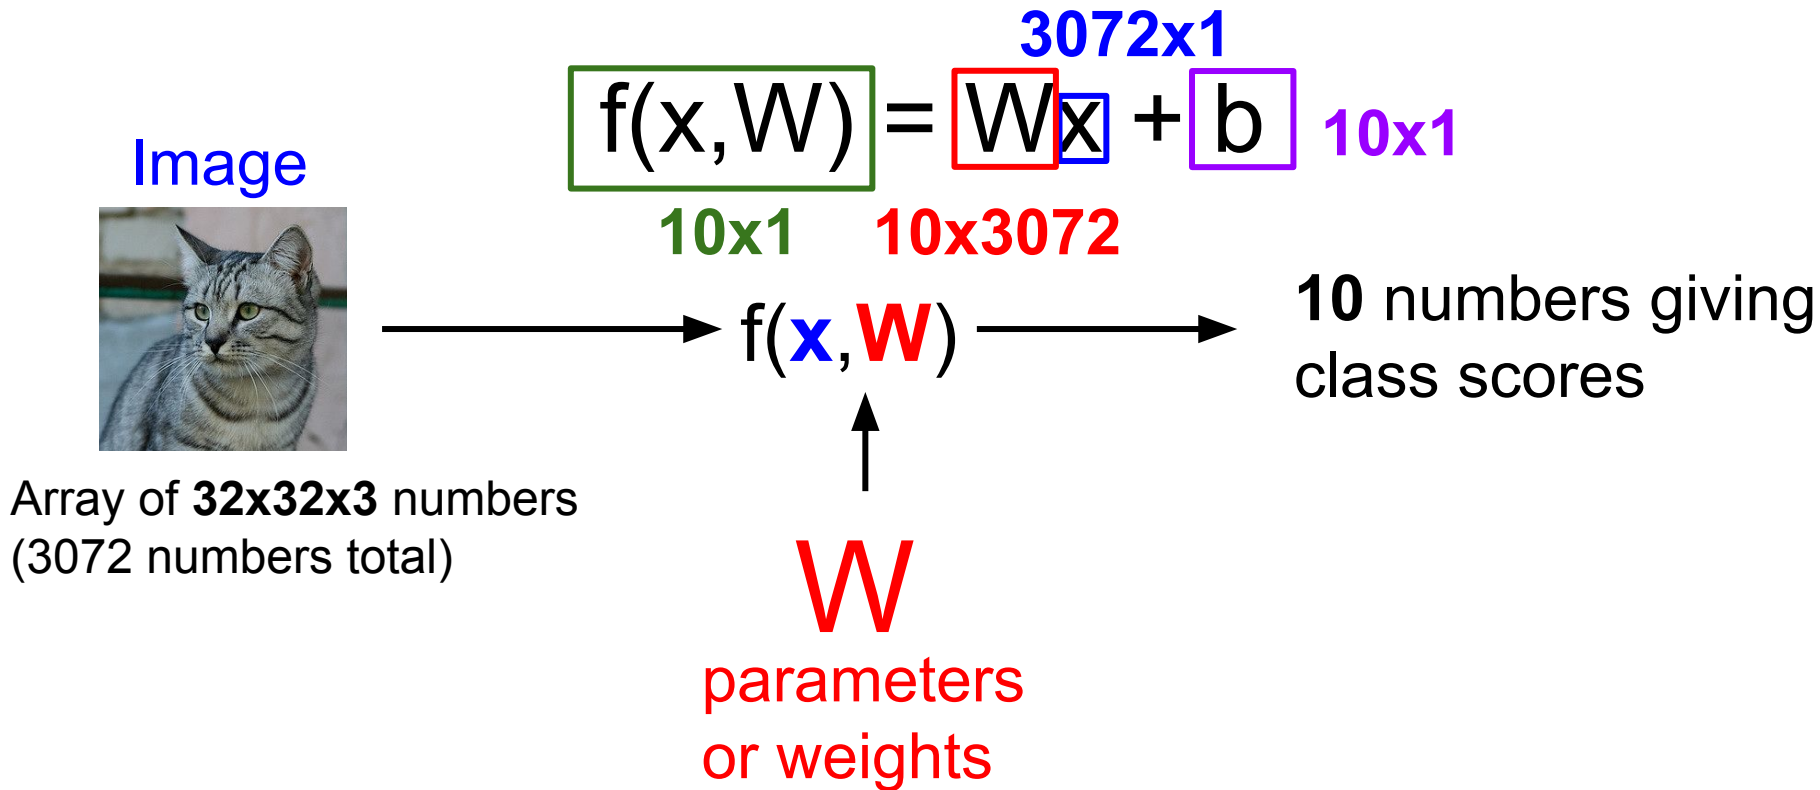 3072x1
f(x,W) = Wx + b 10x1
Image
10x1 10x3072
f(x,W)
10 numbers giving
class scores
Array of 32x32x3 numbers
(3072 numbers total)
W
parameters
or weights